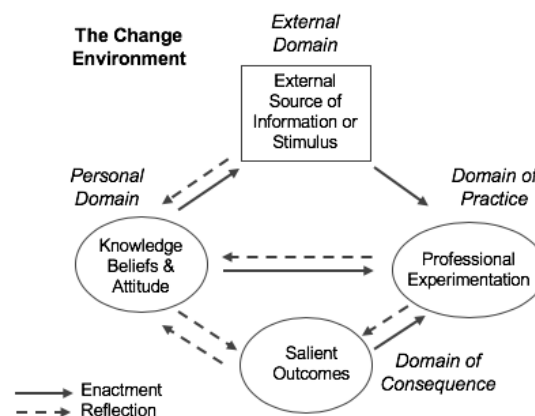 The Change
Environment
External
Domain
External
Source of
Information or
Stimulus
Personal
Domain
Domain of
Practice
Knowledge
Beliefs &
Attitude
Professional
Experimentation
Salient
Outcomes
Domain of
Consequence
Enactment
Reflection